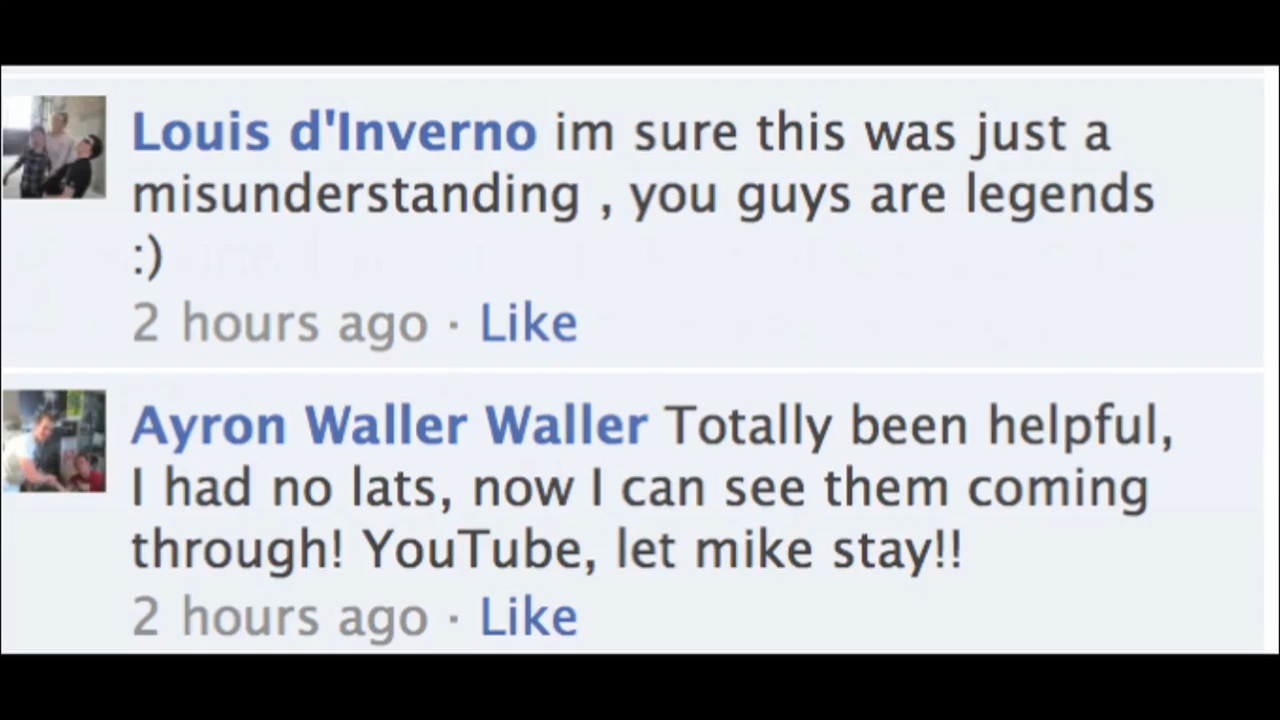 Louis d'Inverno im sure this was just a
misunderstanding , you guys are legends
:)
2 hours ago · Like
Ayron Waller Waller Totally been helpful,
I had no lats, now I can see them coming
through! YouTube, let mike stay!!
2 hours ago · Like